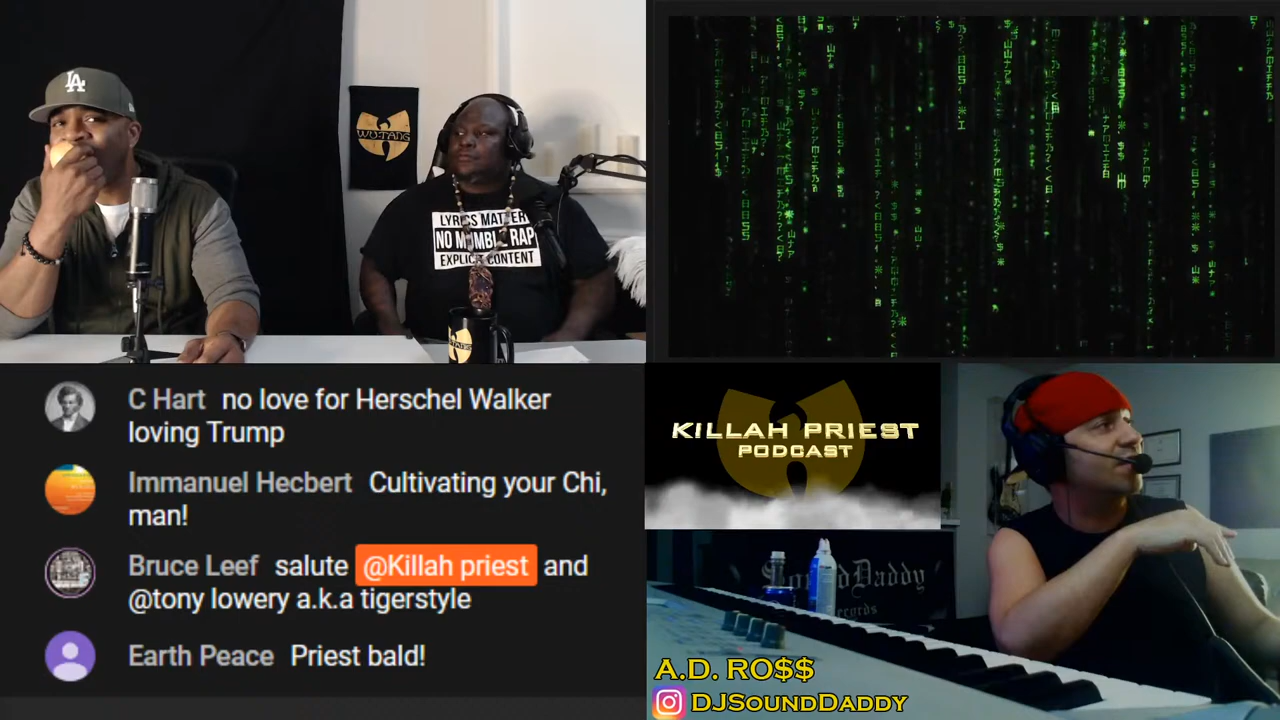 LA
WU-TANG
LYRICS MATTER
NO MUMBLE RAP
EXPLICIT CONTENT
C Hart no love for Herschel Walker
loving Trump
Immanuel Hecbert Cultivating your Chi,
man!
Bruce Leef salute @Killah priest and
@tony lowery a.k.a tigerstyle
Earth Peace Priest bald!
KILLAH PRIEST
PODCAST
SoundDaddy
Records
A.D. RO$$
DJSoundDaddy